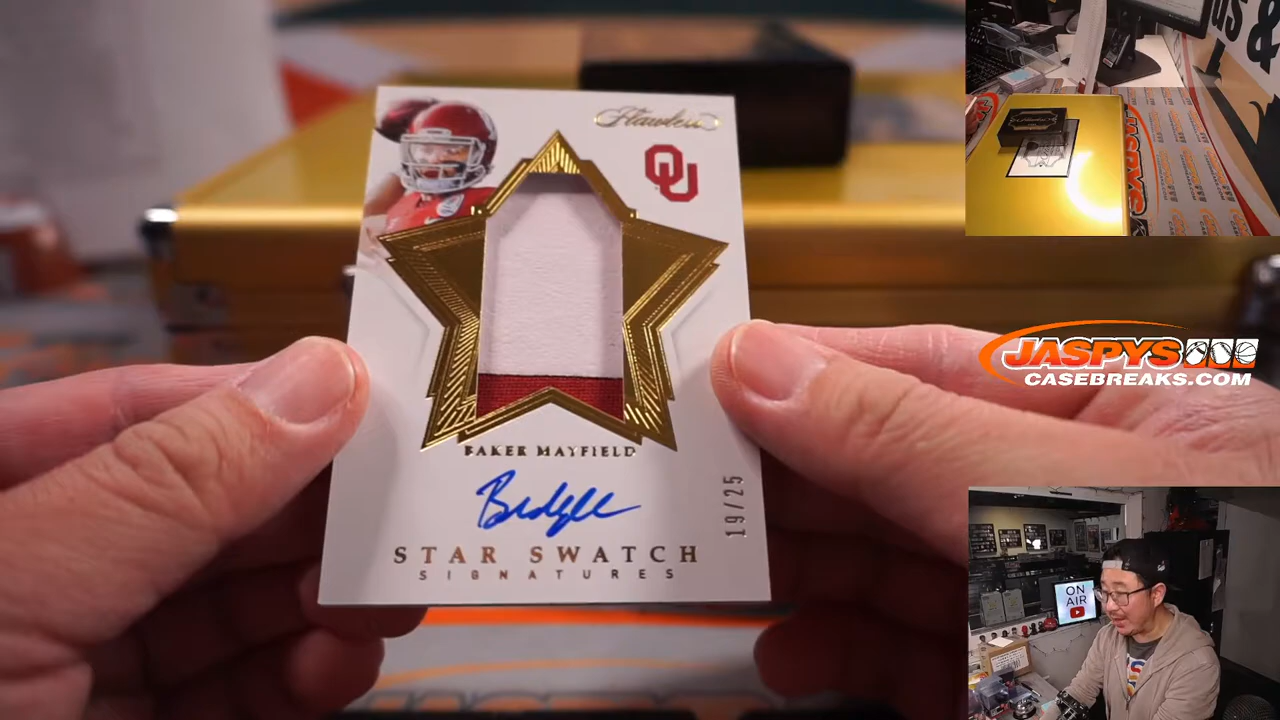 Flawless
OU
BAKER MAYFIELD
19/25
STAR SWATCH
SIGNATURES
JASPYS
CASEBREAKS.COM
ON
AIR